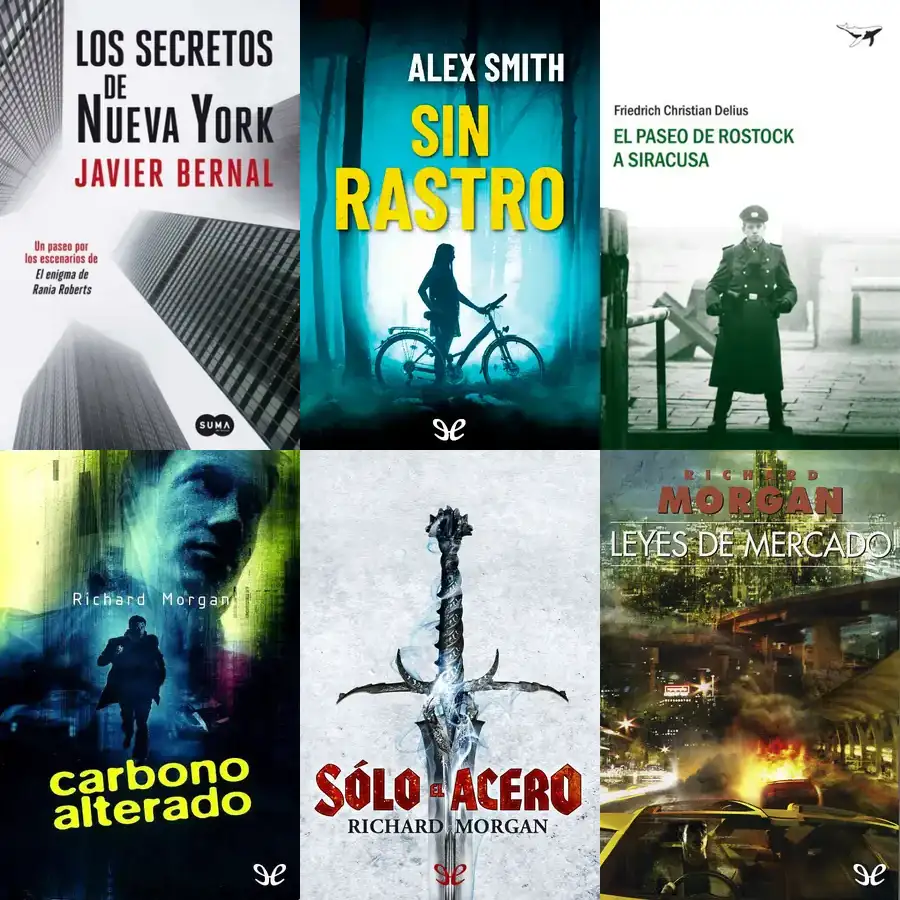 LOS SECRETOS
DE
NUEVA YORK
JAVIER BERNAL
Un paseo por
los escenarios de
El enigma de
Rania Roberts
SUMA
ALEX SMITH
SIN
RASTRO
Friedrich Christian Delius
EL PASEO DE ROSTOCK
A SIRACUSA
Richard Morgan
carbono
alterado
SÓLO EL ACERO
RICHARD MORGAN
RICHARD
MORGAN
LEYES DE MERCADO